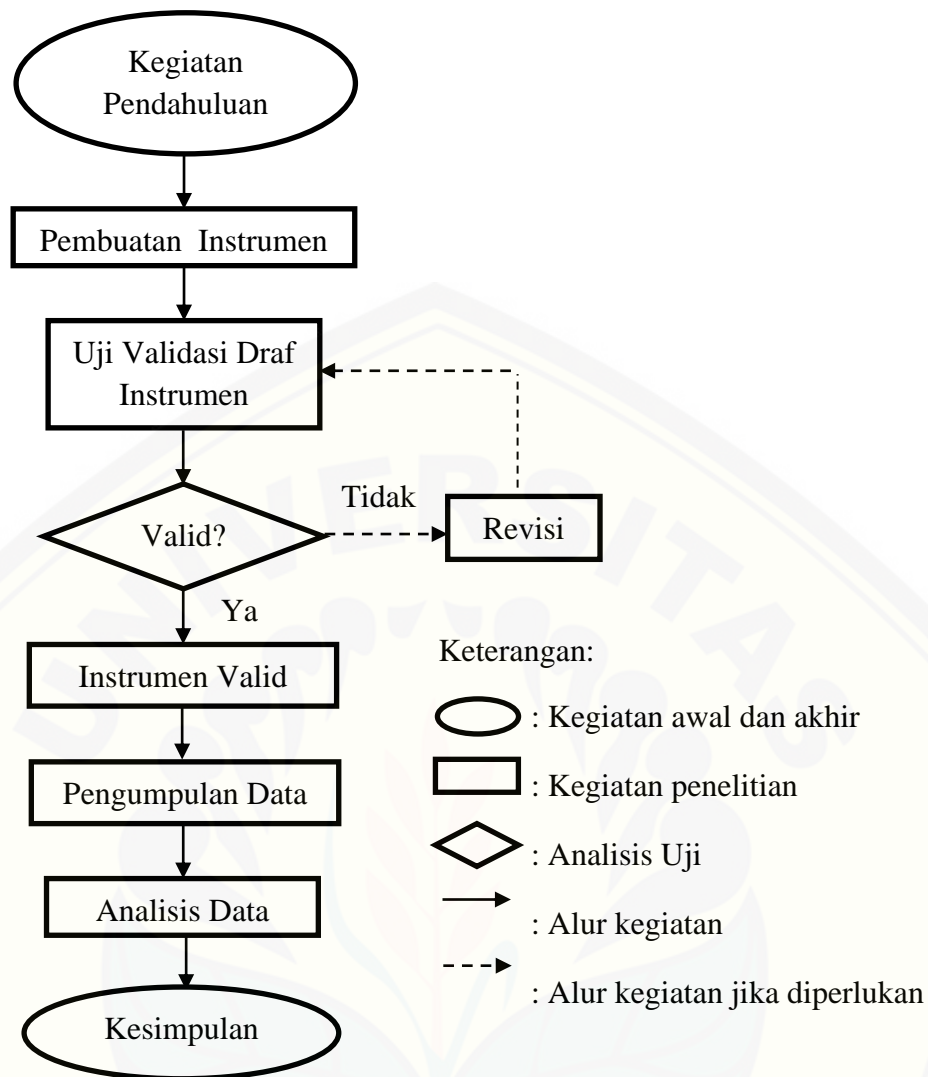 Kegiatan
Pendahuluan
Pembuatan Instrumen
Uji Validasi Draf
Instrumen
Valid?
Tidak
Revisi
Ya
Instrumen Valid
Pengumpulan Data
Analisis Data
Kesimpulan
Keterangan:
: Kegiatan awal dan akhir
: Kegiatan penelitian
: Analisis Uji
: Alur kegiatan
: Alur kegiatan jika diperlukan
UNIVERSITAS